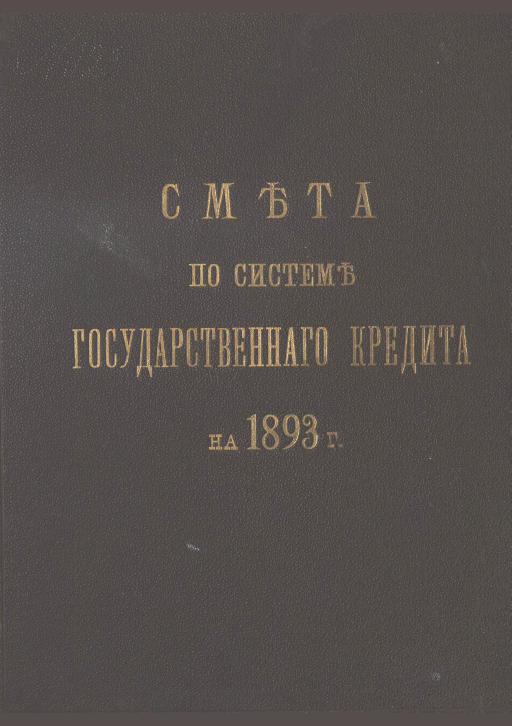 СМѢТА
ПО СИСТЕМѢ
ГОСУДАРСТВЕННАГО КРЕДИТА
НА 1893 г.